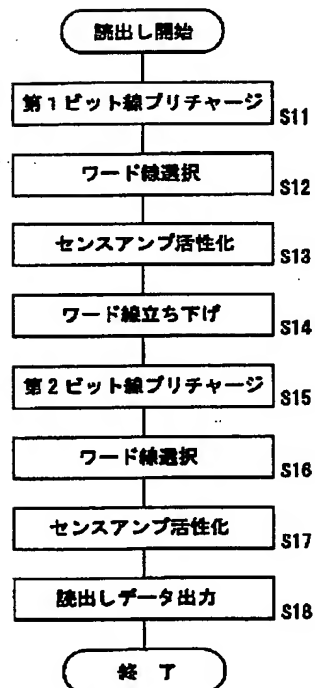 読出し開始
第1ビット線プリチャージ
S11
ワード線選択
S12
センスアンプ活性化
S13
ワード線立ち下げ
S14
第2ビット線プリチャージ
S15
ワード線選択
S16
センスアンプ活性化
S17
読出しデータ出力
S18
終 了